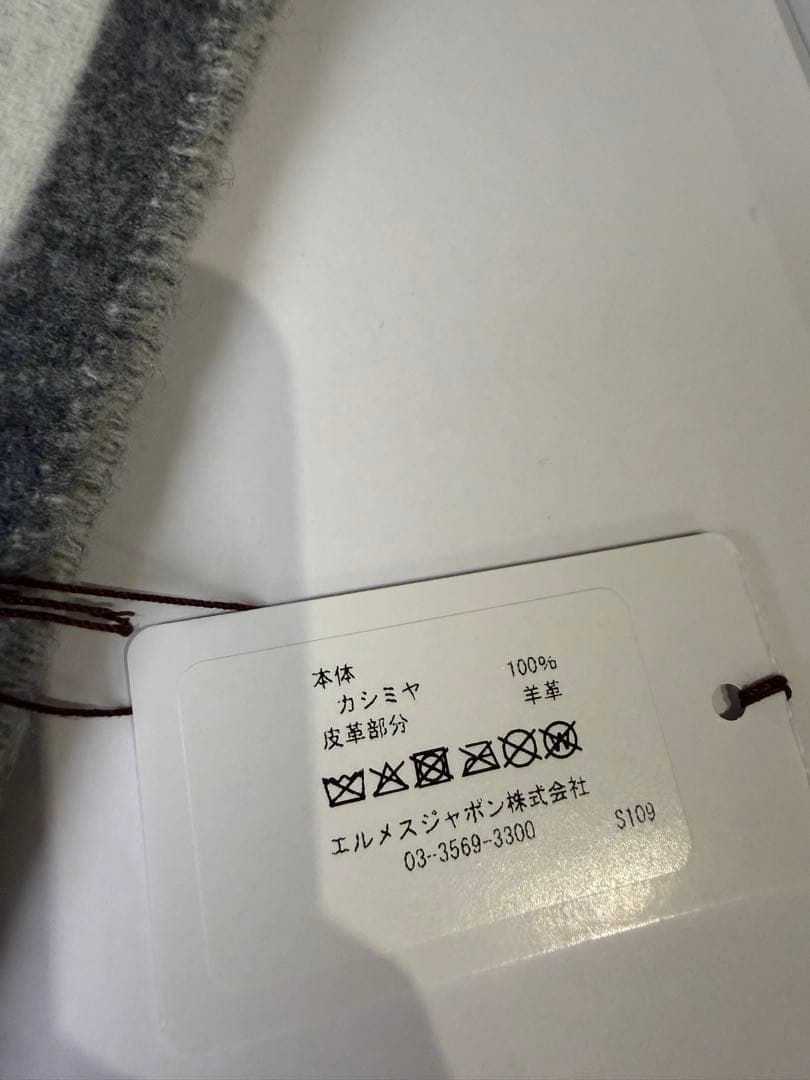 本体
カシミヤ 100%
皮革部分 羊革
エルメスジャポン株式会社
03-3569-3300 S109